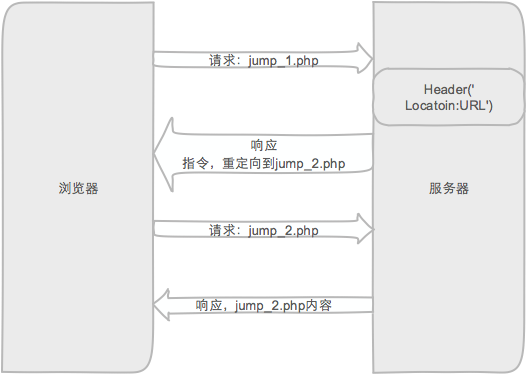 请求：jump_1.php
Header('
Locatoin:URL')
响应
指令，重定向到jump_2.php
浏览器
服务器
请求：jump_2.php
响应，jump_2.php内容